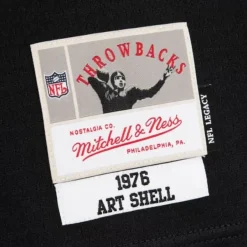 THROWBACKS
NFL
NOSTALGIA CO.
Mitchell & Ness
PHILADELPHIA, PA.
NFL LEGACY
1976
ART SHELL